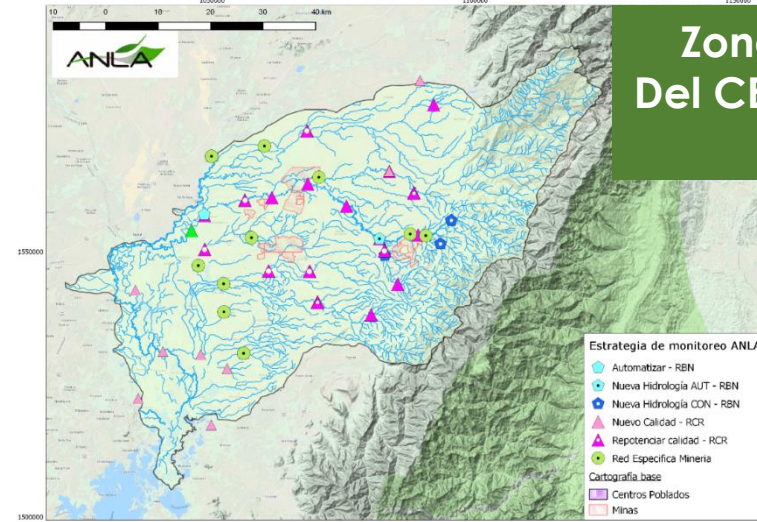 1050000
1100000
1150000
10 0 10 20 30 40 km
ANLA
Zona
Del CE
1550000
1500000
Estrategia de monitoreo ANLA
Automatizar - RBN
Nueva Hidrología AUT - RBN
Nueva Hidrología CON - RBN
Nuevo Calidad - RCR
Repotenciar calidad - RCR
Red Especifica Mineria
Cartografía base
Centros Poblados
Minas